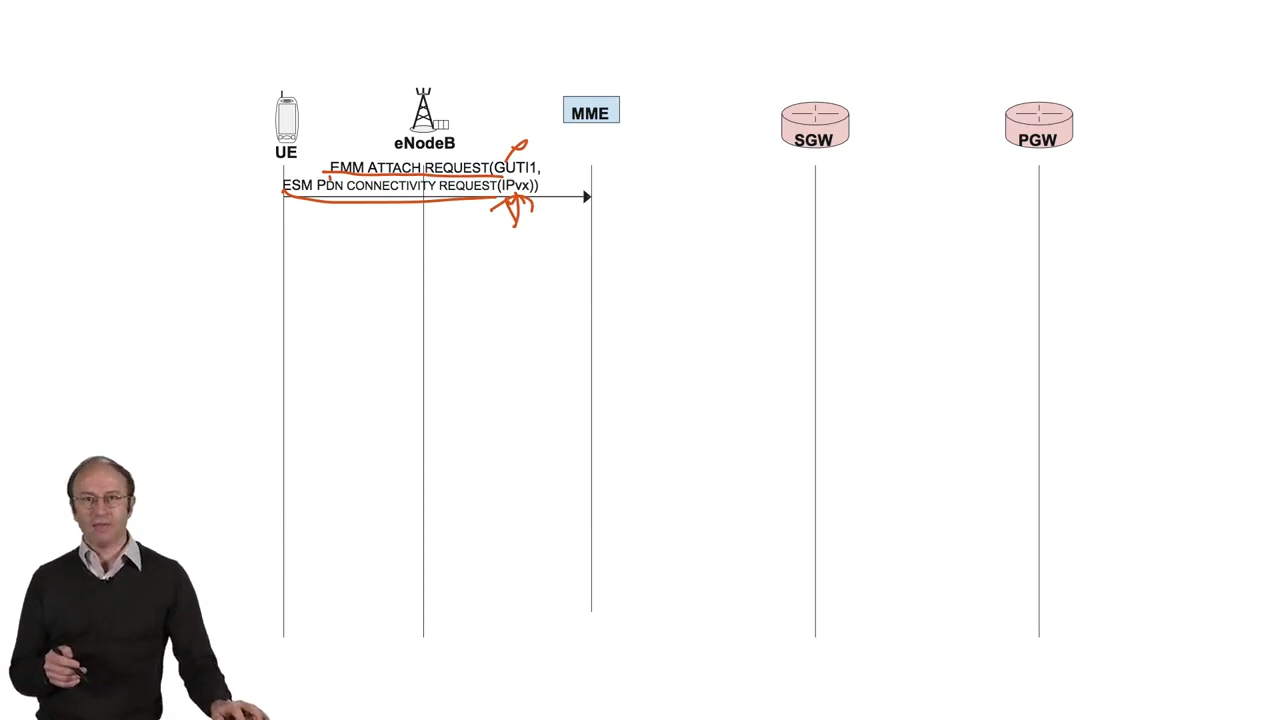 MME
eNodeB
SGW
PGW
UE
EMM ATTACH REQUEST(GUTI1,
ESM PDN CONNECTIVITY REQUEST(IPvx))